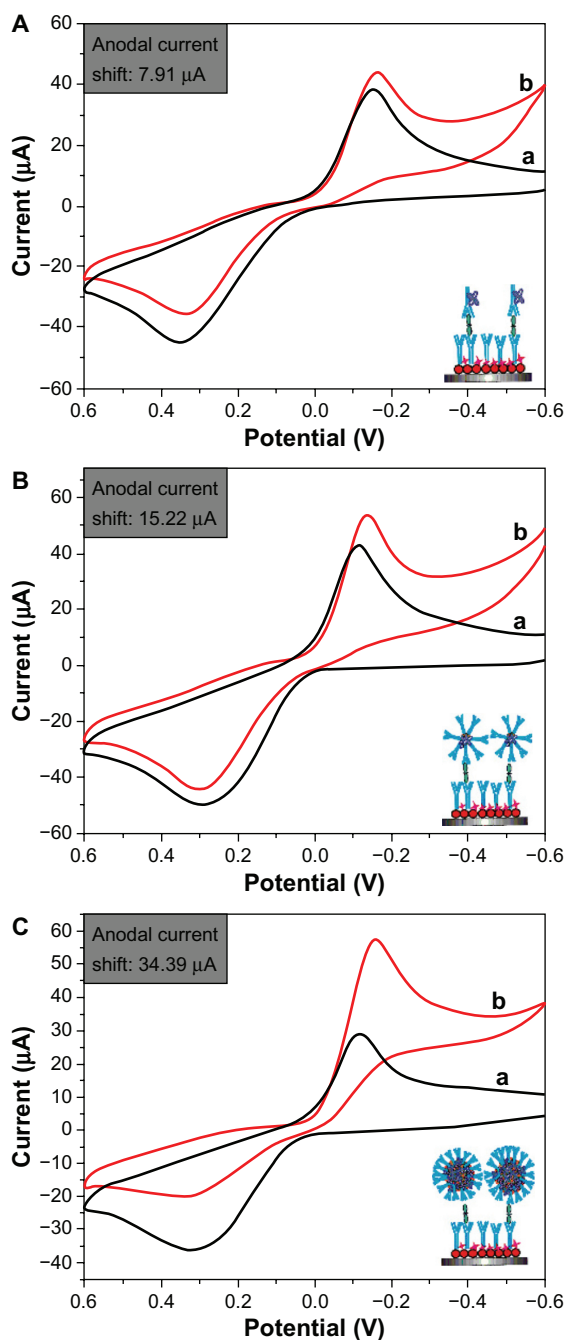 A
Anodal current
shift: 7.91 µA
60
40
20
0
−20
−40
−60
Current (µA)
b
a
0.6
0.4
0.2
0.0
−0.2
−0.4
−0.6
Potential (V)
B
Anodal current
shift: 15.22 µA
60
40
20
0
−20
−40
−60
Current (µA)
b
a
0.6
0.4
0.2
0.0
−0.2
−0.4
−0.6
Potential (V)
C
Anodal current
shift: 34.39 µA
60
50
40
30
20
10
0
−10
−20
−30
−40
Current (µA)
b
a
0.6
0.4
0.2
0.0
−0.2
−0.4
−0.6
Potential (V)